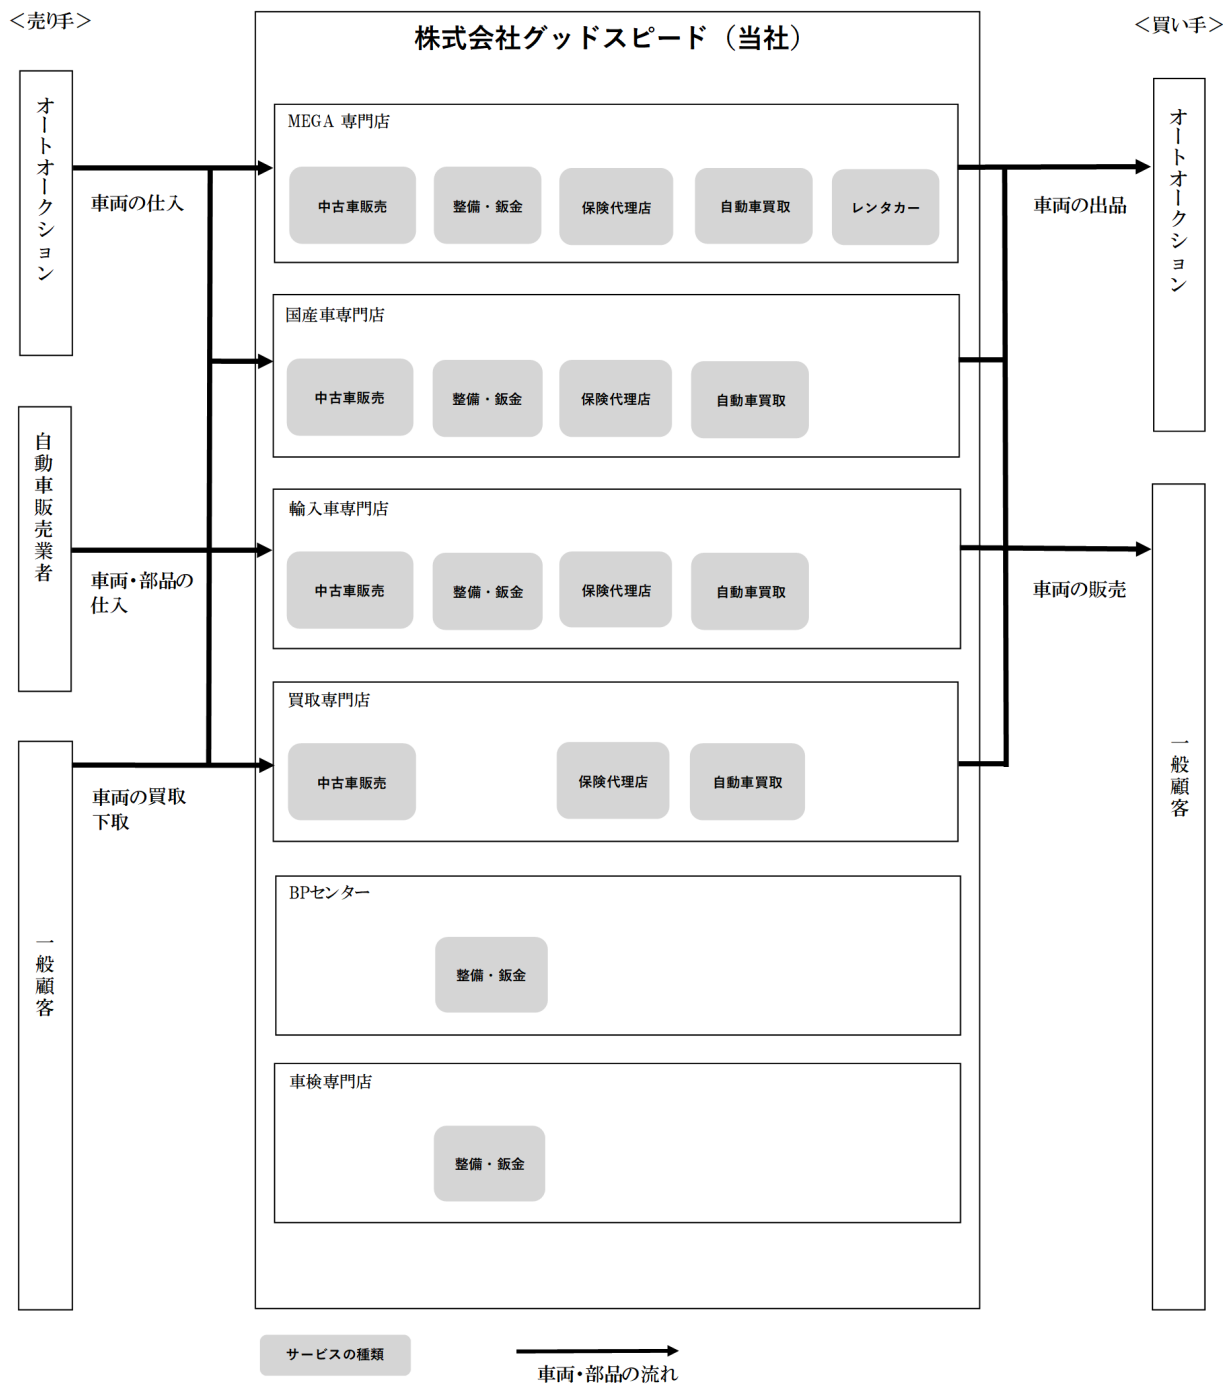 ＜売り手＞
株式会社グッドスピード（当社）
＜買い手＞
オートオークション
車両の仕入
自動車販売業者
車両・部品の
仕入
一般顧客
車両の買取
下取
MEGA 専門店
中古車販売
整備・鈑金
保険代理店
自動車買取
レンタカー
国産車専門店
中古車販売
整備・鈑金
保険代理店
自動車買取
輸入車専門店
中古車販売
整備・鈑金
保険代理店
自動車買取
買取専門店
中古車販売
保険代理店
自動車買取
BPセンター
整備・鈑金
車検専門店
整備・鈑金
車両の出品
オートオークション
車両の販売
一般顧客
サービスの種類
車両・部品の流れ